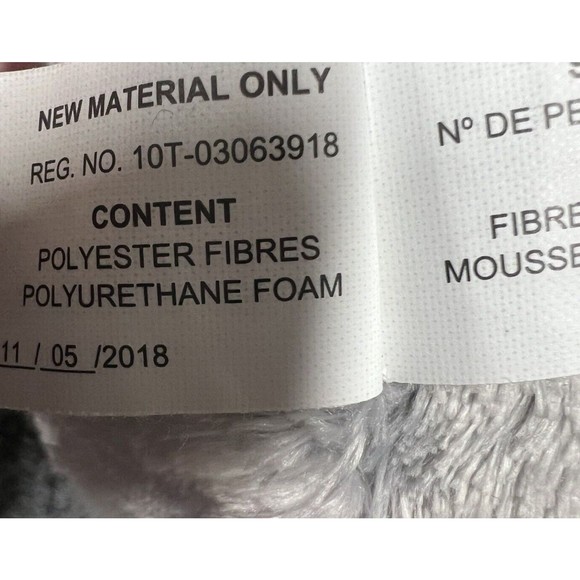 NEW MATERIAL ONLY
REG. NO. 10T-03063918
CONTENT
POLYESTER FIBRES
POLYURETHANE FOAM
11 / 05 /2018
Nº DE PE
FIBRE
MOUSSE